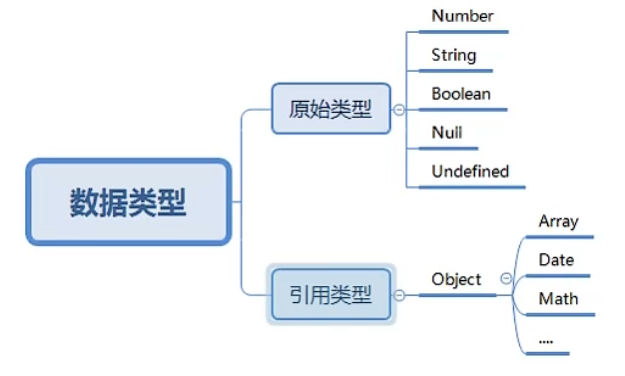 数据类型
原始类型
Number
String
Boolean
Null
Undefined
引用类型
Object
Array
Date
Math
....